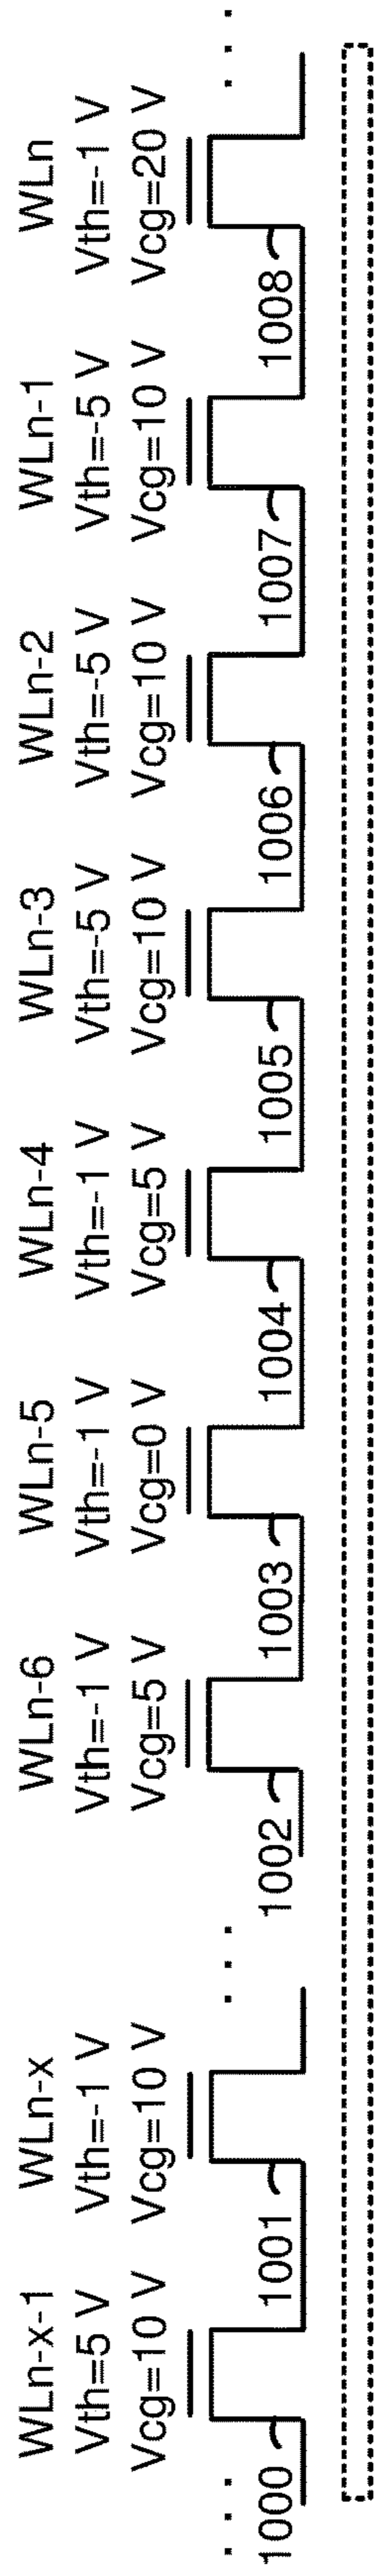 WLn-x-1 WLn-x WLn-6 WLn-5 WLn-4 WLn-3 WLn-2 WLn-1 WLn
Vth=5 V Vth=-1 V Vth=-1 V Vth=-1 V Vth=-1 V Vth=-5 V Vth=-5 V Vth=-5 V Vth=-1 V
Vcg=10 V Vcg=10 V Vcg=5 V Vcg=0 V Vcg=5 V Vcg=10 V Vcg=10 V Vcg=10 V Vcg=20 V
. . . . . . . . .
1000 1001 1002 1003 1004 1005 1006 1007 1008